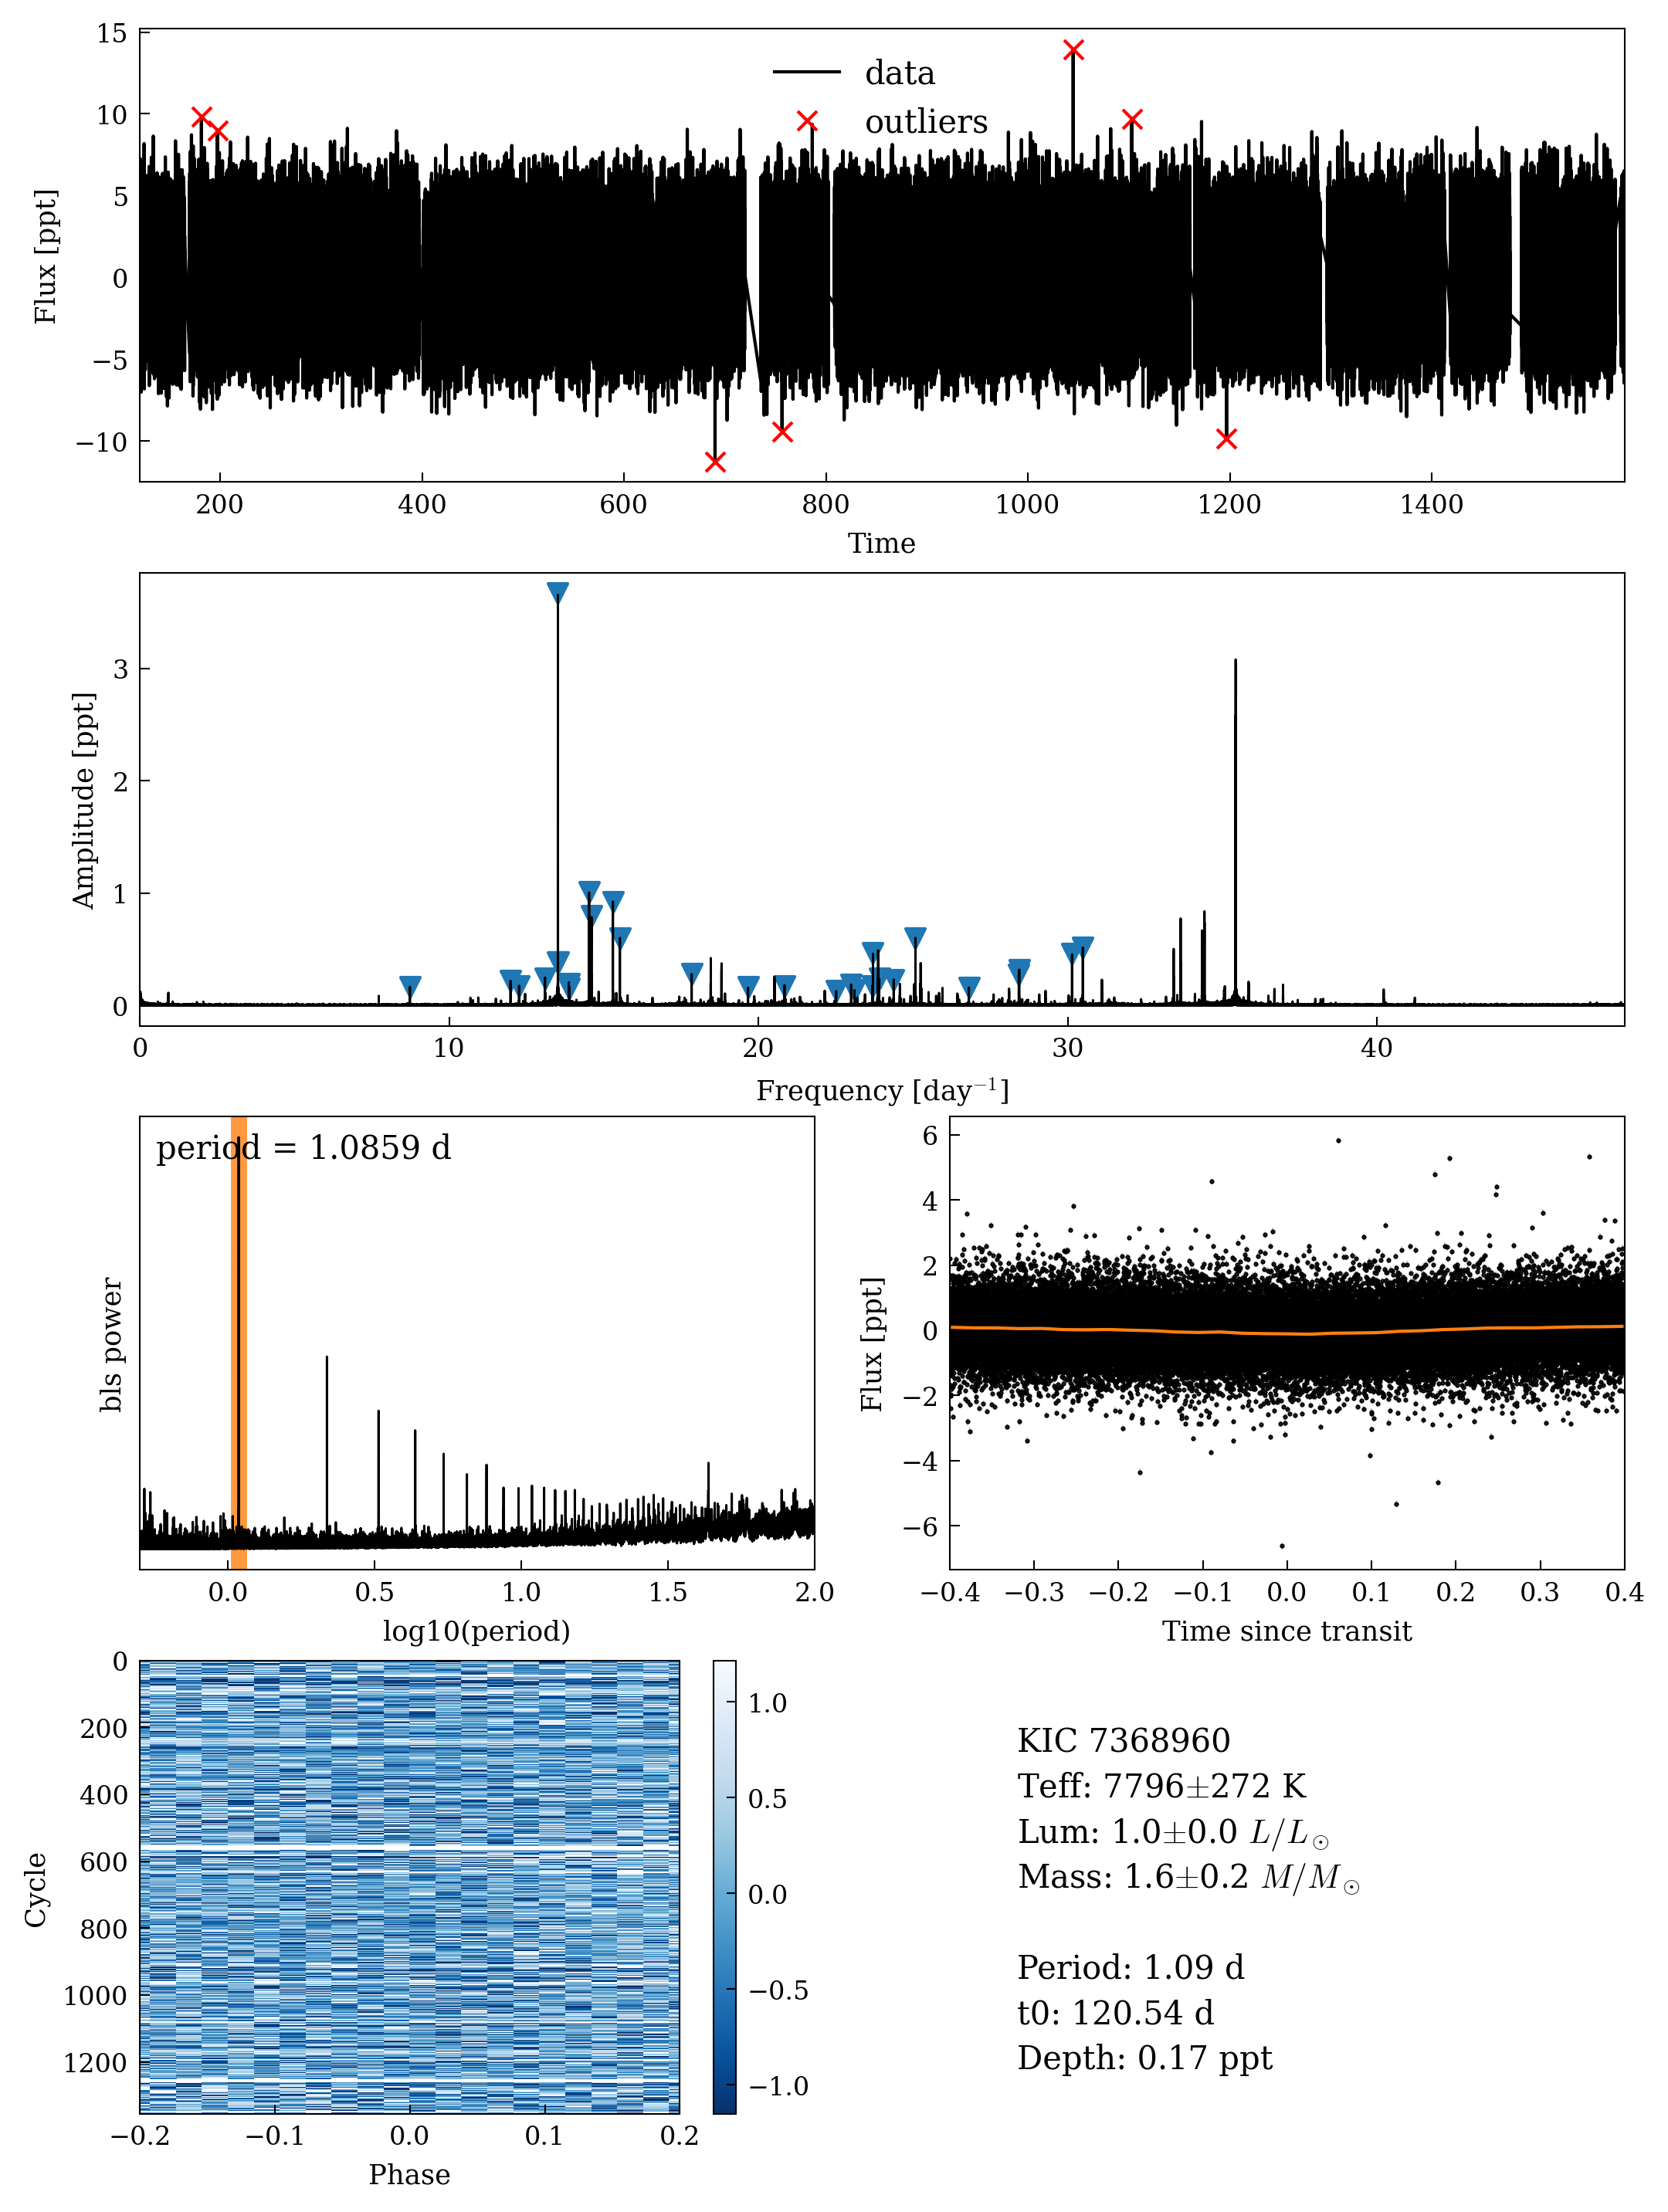 15
10
5
0
−5
−10
Flux [ppt]
data
outliers
200 400 600 800 1000 1200 1400
Time
3
2
1
0
Amplitude [ppt]
0 10 20 30 40
Frequency [day⁻¹]
period = 1.0859 d
bls power
0.0 0.5 1.0 1.5 2.0
log10(period)
6
4
2
0
−2
−4
−6
Flux [ppt]
−0.4 −0.3 −0.2 −0.1 0.0 0.1 0.2 0.3 0.4
Time since transit
0
200
400
600
800
1000
1200
Cycle
−0.2 −0.1 0.0 0.1 0.2
Phase
1.0
0.5
0.0
−0.5
−1.0
KIC 7368960
Teff: 7796±272 K
Lum: 1.0±0.0 L/L⊙
Mass: 1.6±0.2 M/M⊙
Period: 1.09 d
t0: 120.54 d
Depth: 0.17 ppt